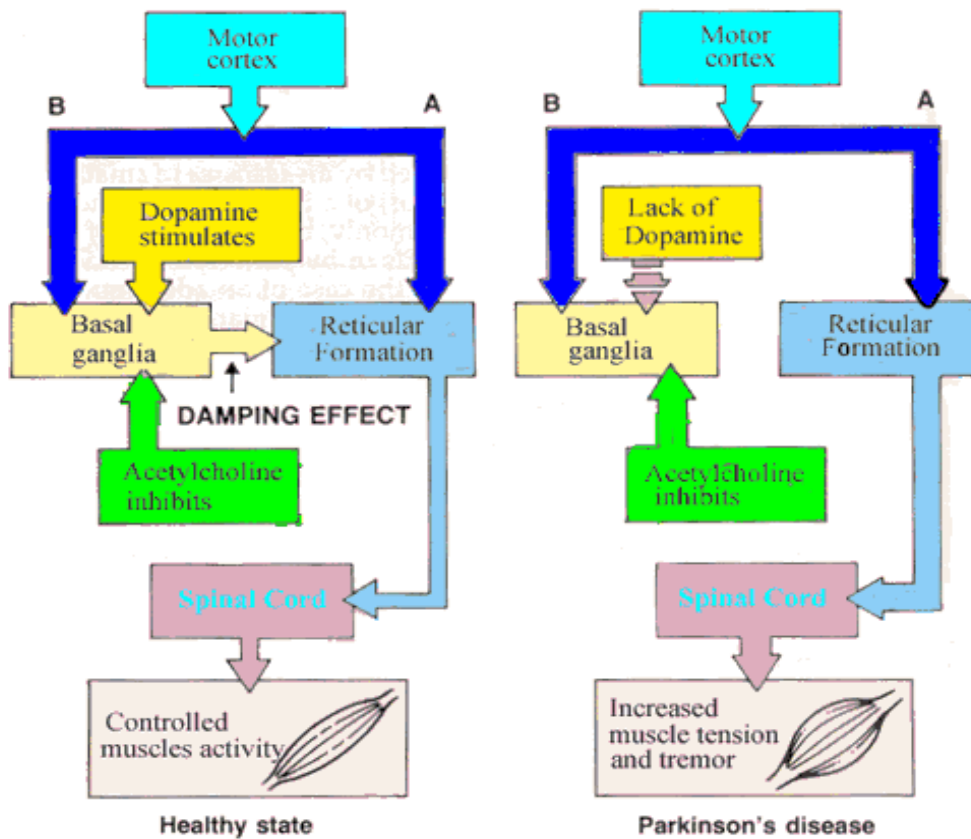 Motor
cortex
B
A
Dopamine
stimulates
Basal
ganglia
Reticular
Formation
DAMPING EFFECT
Acetylcholine
inhibits
Spinal Cord
Controlled
muscles activity
Healthy state
Motor
cortex
B
A
Lack of
Dopamine
Basal
ganglia
Reticular
Formation
Acetylcholine
inhibits
Spinal Cord
Increased
muscle tension
and tremor
Parkinson's disease